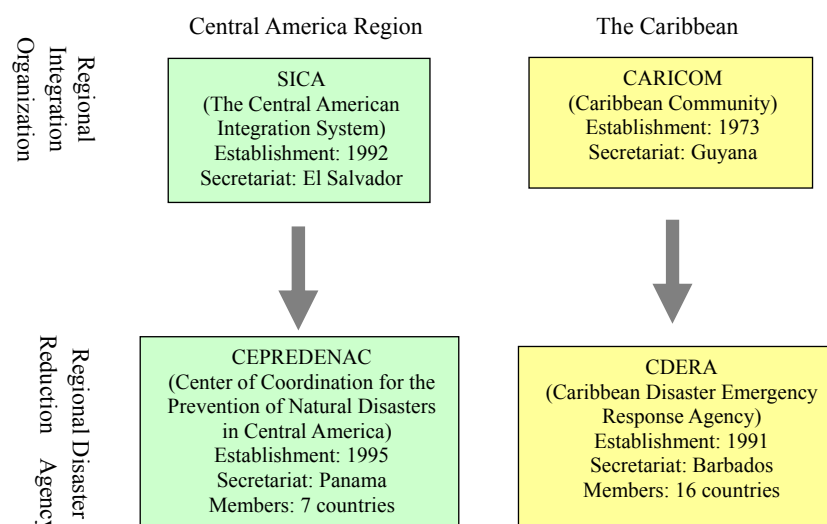 Central America Region
The Caribbean
Regional
Integration
Organization
SICA
(The Central American
Integration System)
Establishment: 1992
Secretariat: El Salvador
CARICOM
(Caribbean Community)
Establishment: 1973
Secretariat: Guyana
Regional Disaster
Reduction Agency
CEPREDENAC
(Center of Coordination for the
Prevention of Natural Disasters
in Central America)
Establishment: 1995
Secretariat: Panama
Members: 7 countries
CDERA
(Caribbean Disaster Emergency
Response Agency)
Establishment: 1991
Secretariat: Barbados
Members: 16 countries